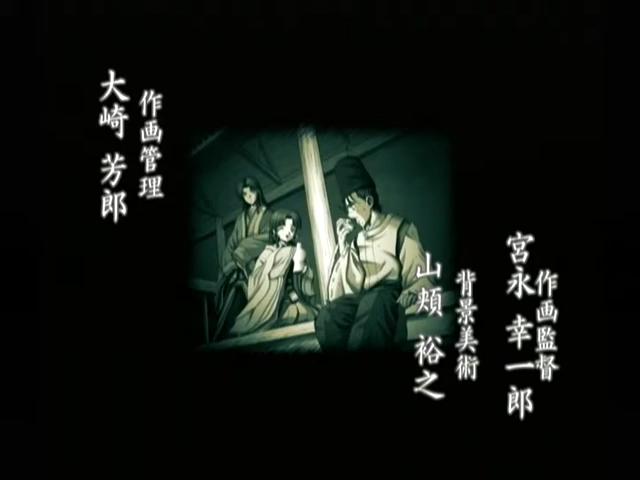 作画監督
宮永 幸一郎
背景美術
山頬 裕之
作画管理
大崎 芳郎